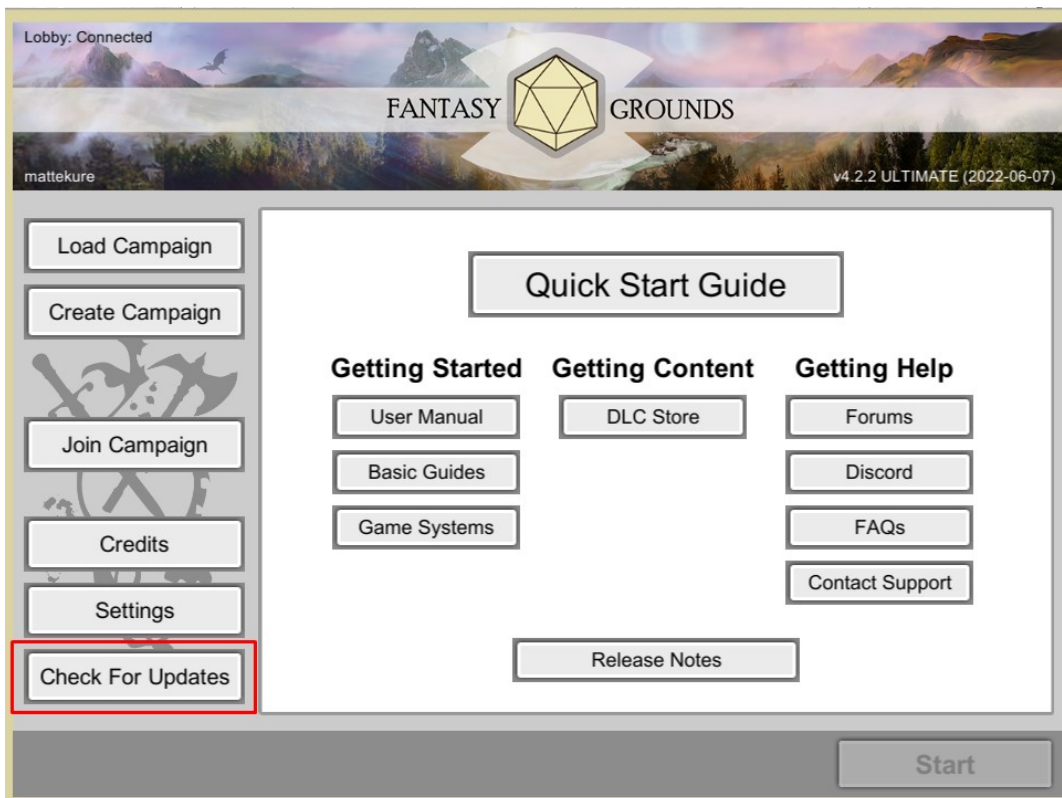 Lobby: Connected
FANTASY GROUNDS
mattekure
v4.2.2 ULTIMATE (2022-06-07)
Load Campaign
Create Campaign
Join Campaign
Credits
Settings
Check For Updates
Quick Start Guide
Getting Started
User Manual
Basic Guides
Game Systems
Getting Content
DLC Store
Getting Help
Forums
Discord
FAQs
Contact Support
Release Notes
Start